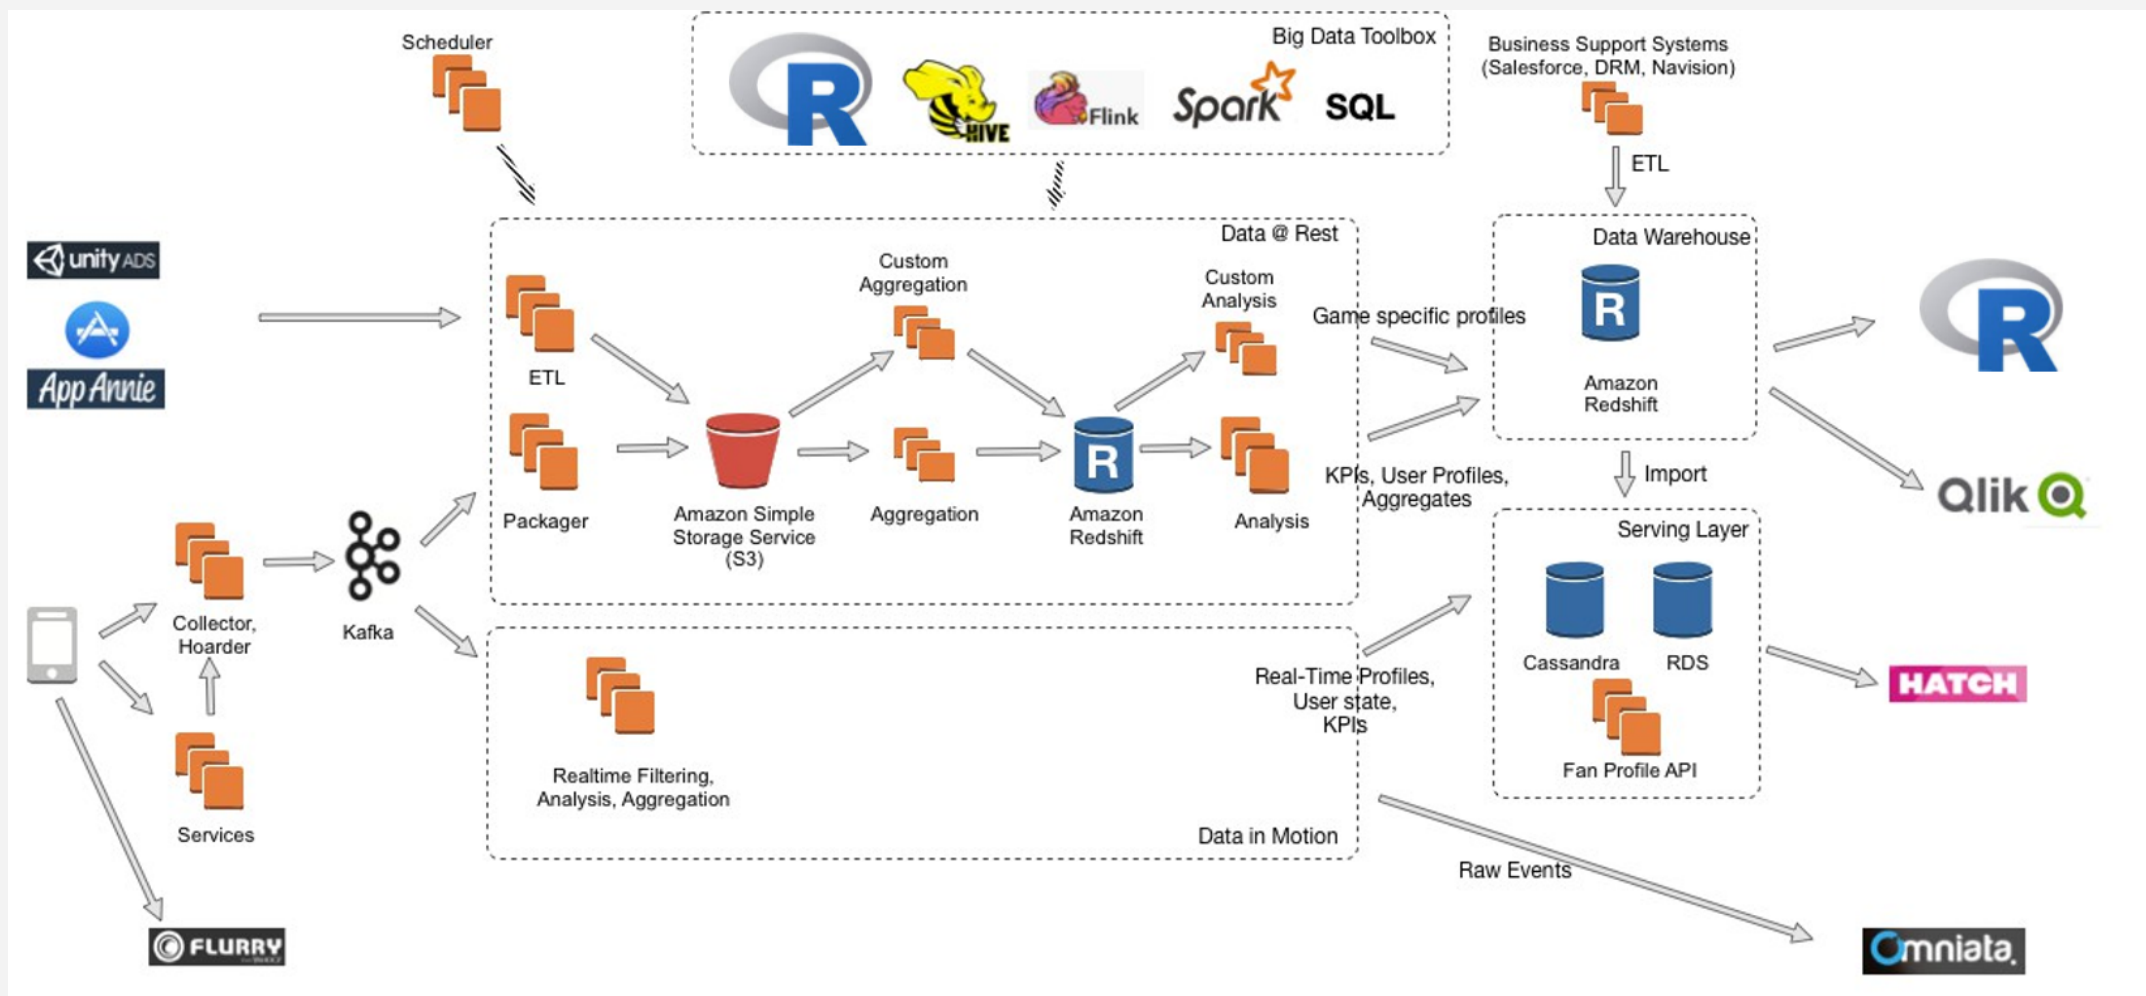 Scheduler
Big Data Toolbox
R
HIVE
Flink
Spark
SQL
Business Support Systems
(Salesforce, DRM, Navision)
ETL
unity ADS
App Annie
Data @ Rest
ETL
Packager
Amazon Simple
Storage Service
(S3)
Custom
Aggregation
Aggregation
R
Amazon
Redshift
Custom
Analysis
Analysis
Game specific profiles
KPIs, User Profiles,
Aggregates
Data Warehouse
R
Amazon
Redshift
Import
R
Qlik
Collector,
Hoarder
Kafka
Services
FLURRY
Realtime Filtering,
Analysis, Aggregation
Data in Motion
Real-Time Profiles,
User state,
KPIs
Serving Layer
Cassandra
RDS
Fan Profile API
HATCH
Raw Events
Omniata